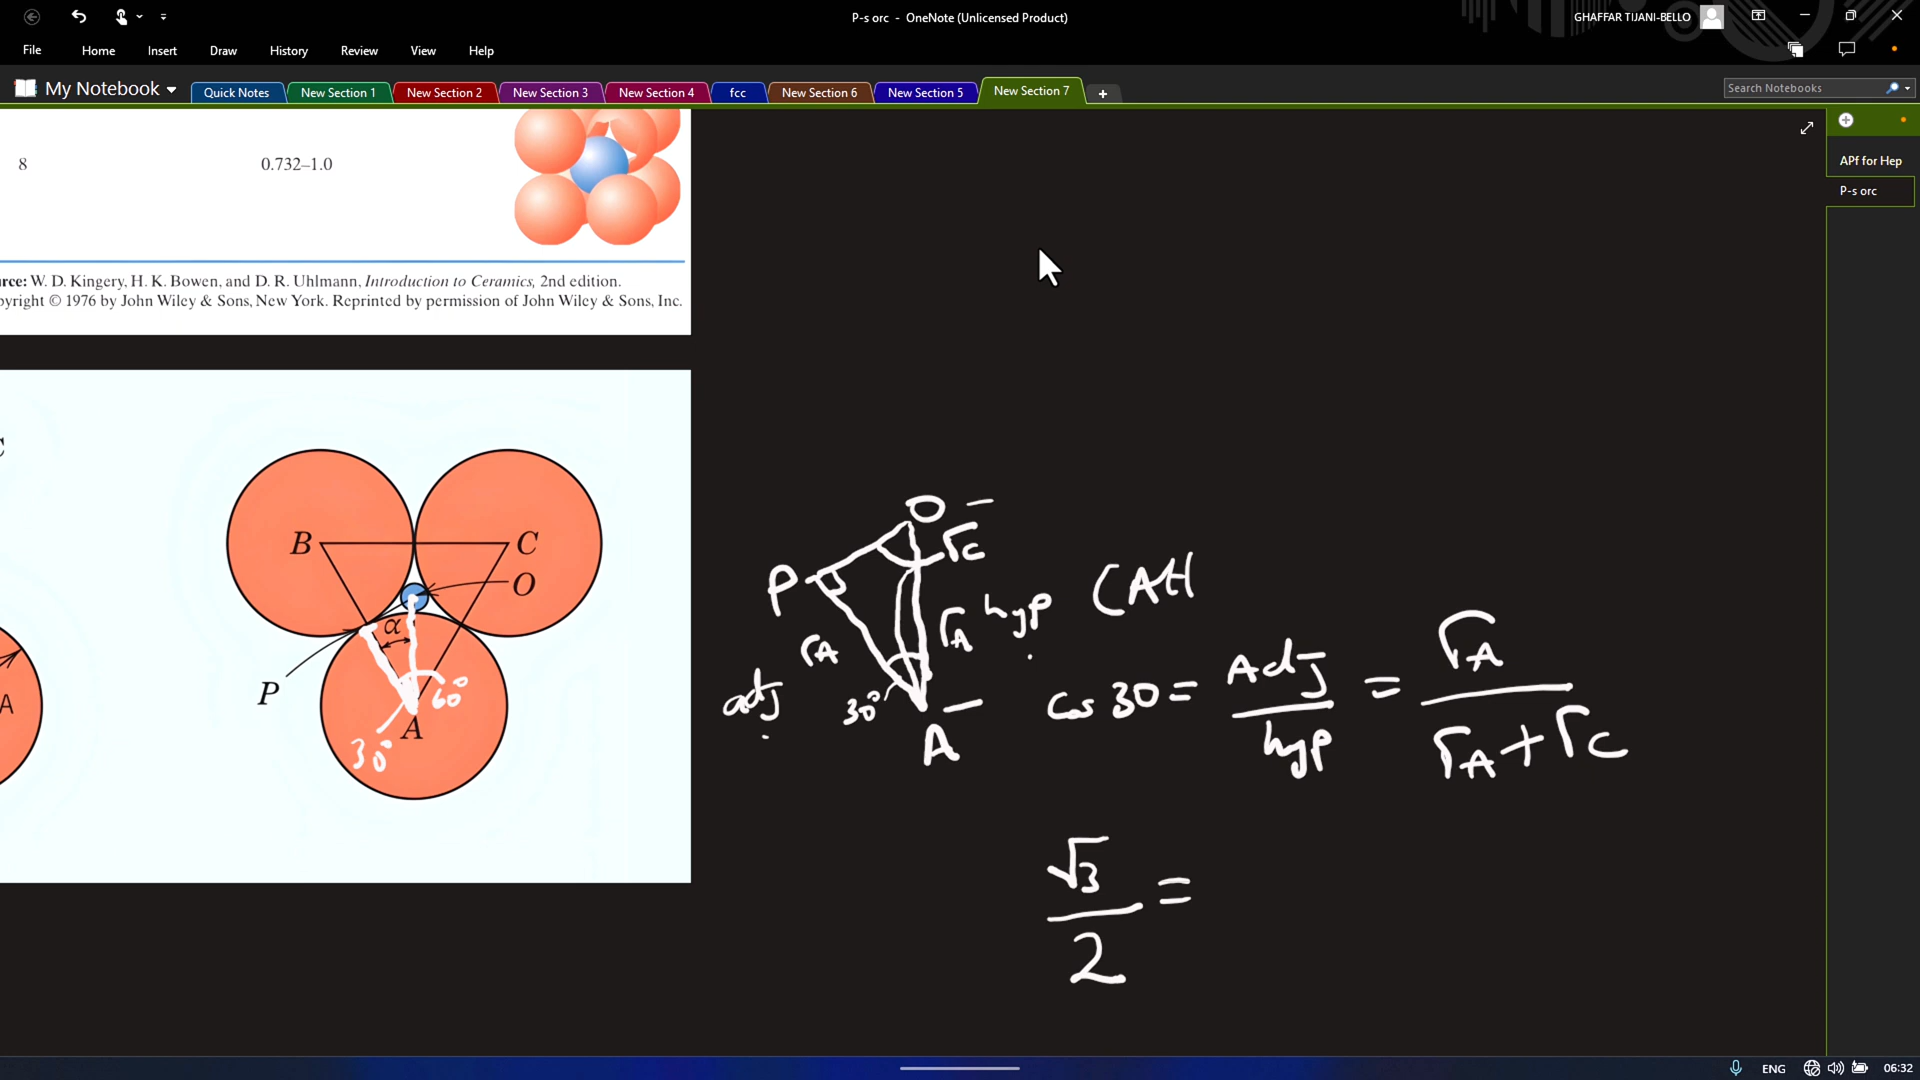 P-s orc - OneNote (Unlicensed Product)
GHAFFAR TIJANI-BELLO
File Home Insert Draw History Review View Help
My Notebook
Quick Notes New Section 1 New Section 2 New Section 3 New Section 4 fcc New Section 6 New Section 5 New Section 7 +
Search Notebooks
APf for Hep
P-s orc
8 0.732–1.0
rce: W. D. Kingery, H. K. Bowen, and D. R. Uhlmann, Introduction to Ceramics, 2nd edition.
pyright © 1976 by John Wiley & Sons, New York. Reprinted by permission of John Wiley & Sons, Inc.
B C
O
α
P
60°
A
30°
A
O
rC
P
rA
rA hyp
CAH
adj
30°
A
Cos 30 = Adj / hyp = rA / rA + rC
√3 / 2 =
ENG
06:32